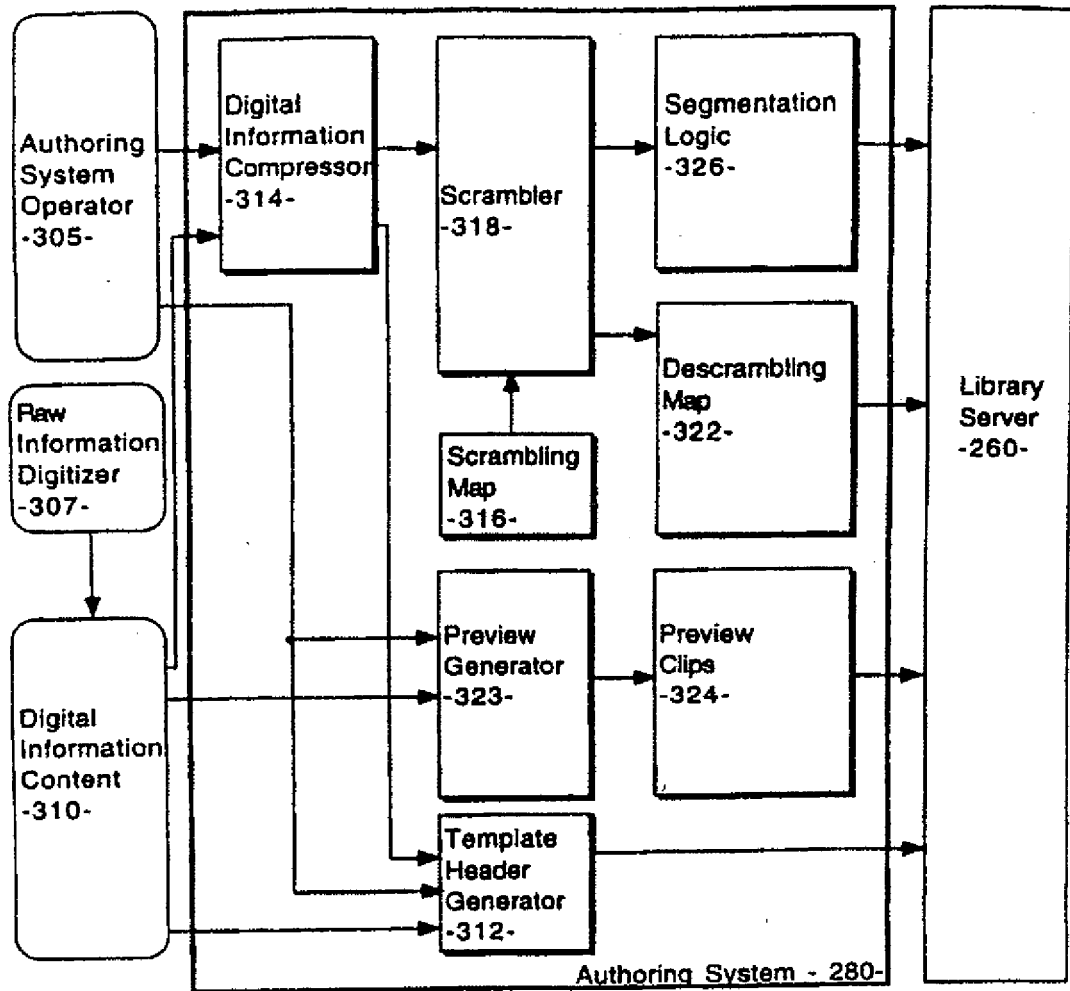 Authoring
System
Operator
-305-
Digital
Information
Compressor
-314-
Scrambler
-318-
Segmentation
Logic
-326-
Raw
Information
Digitizer
-307-
Scrambling
Map
-316-
Descrambling
Map
-322-
Library
Server
-260-
Digital
Information
Content
-310-
Preview
Generator
-323-
Preview
Clips
-324-
Template
Header
Generator
-312-
Authoring System - 280-